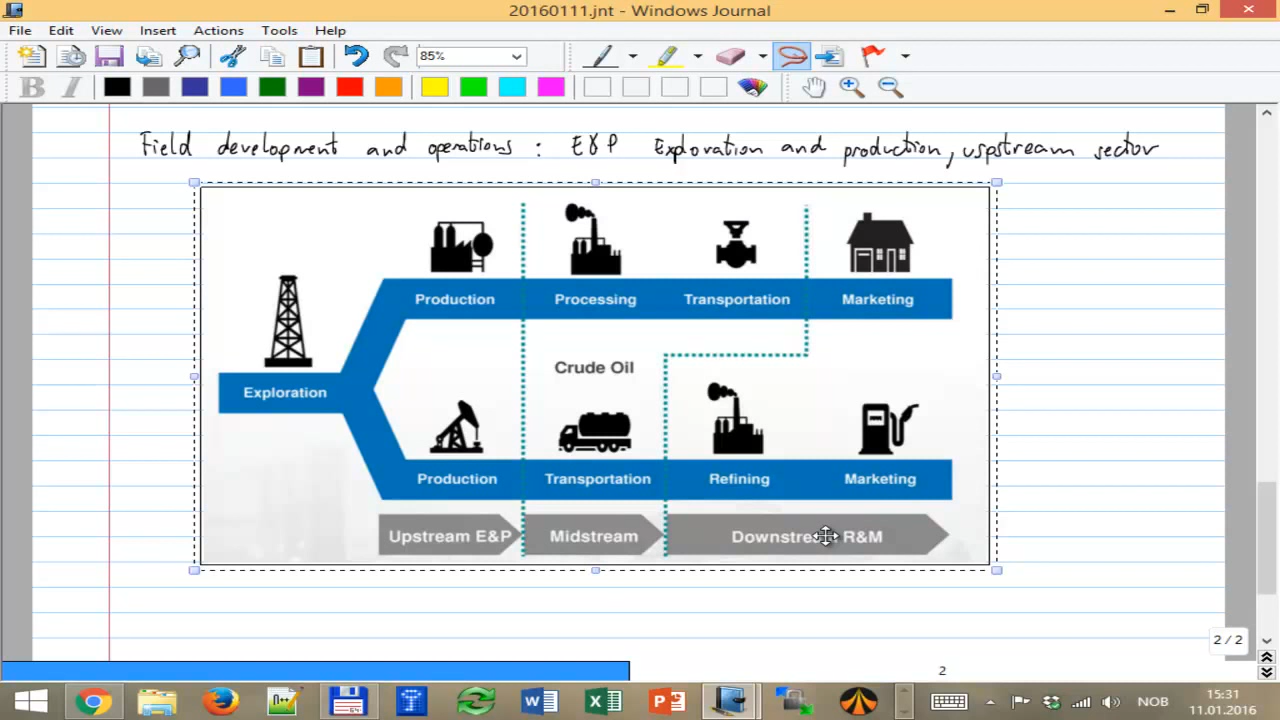 20160111.jnt - Windows Journal
File Edit View Insert Actions Tools Help
85%
B I
Field development and operations : E&P Exploration and production, uspstream sector
Production Processing Transportation Marketing
Crude Oil
Exploration
Production Transportation Refining Marketing
Upstream E&P Midstream Downstream R&M
2 / 2
2
NOB
15:31
11.01.2016